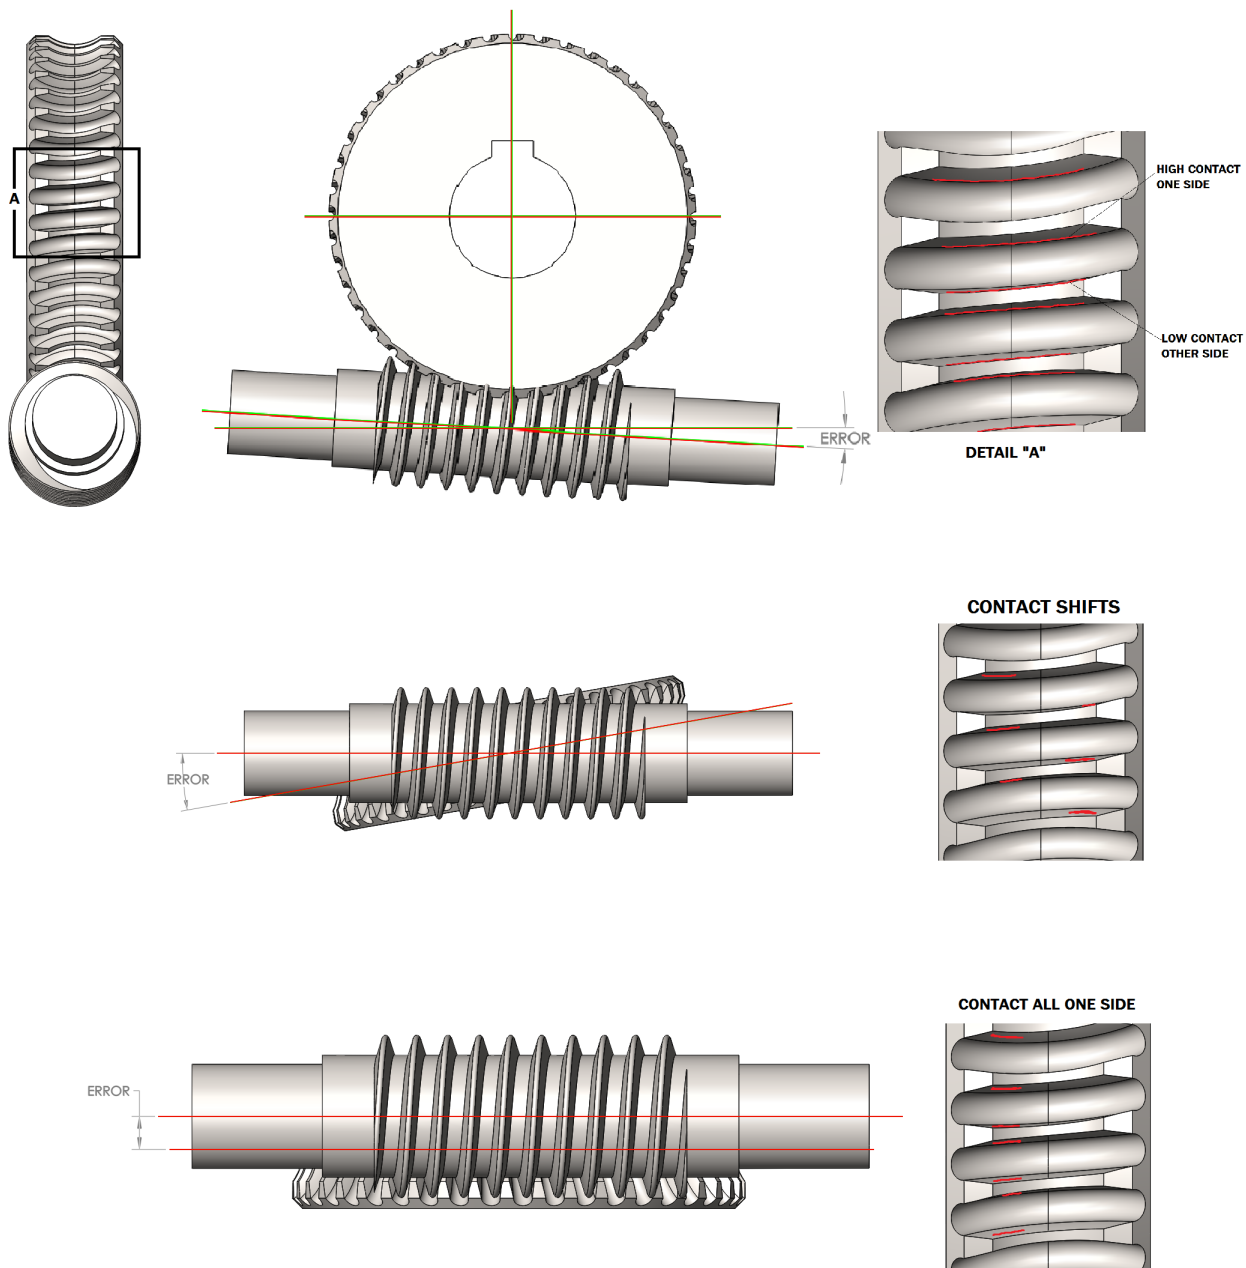 A
HIGH CONTACT
ONE SIDE
ERROR
LOW CONTACT
OTHER SIDE
DETAIL "A"
CONTACT SHIFTS
ERROR
CONTACT ALL ONE SIDE
ERROR